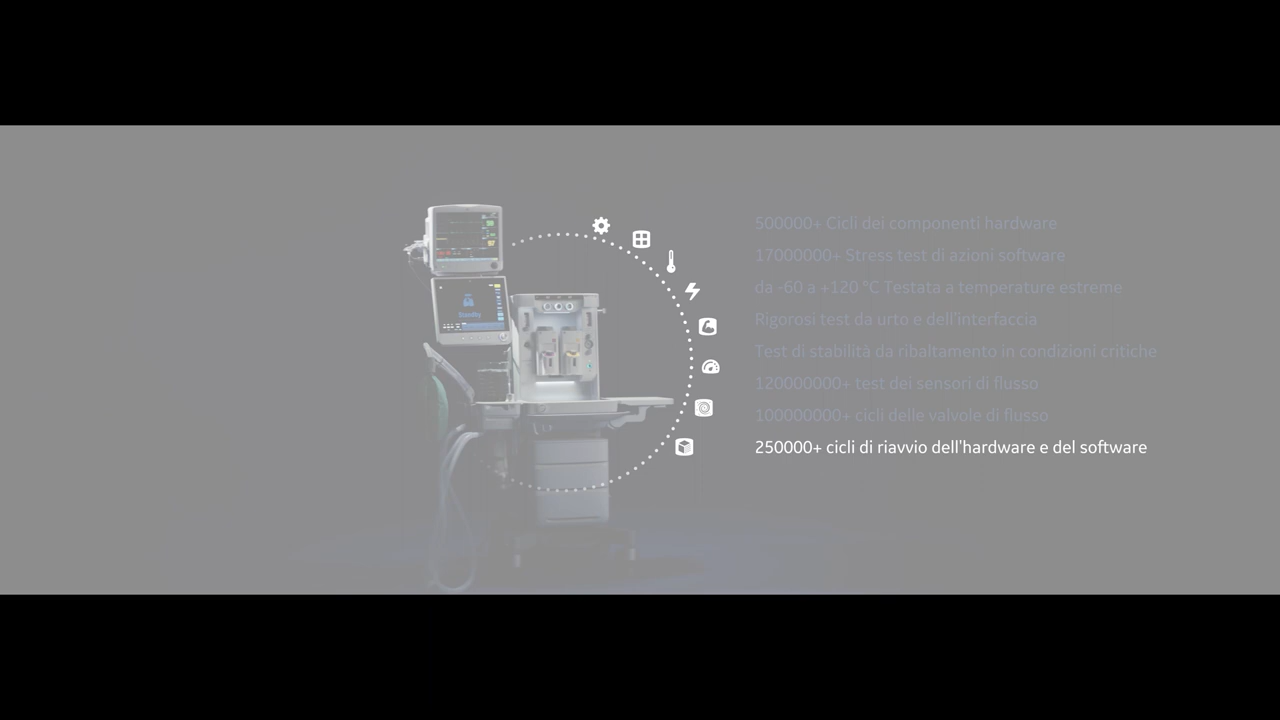 500000+ Cicli dei componenti hardware
17000000+ Stress test di azioni software
da -60 a +120 °C Testata a temperature estreme
Rigorosi test da urto e dell'interfaccia
Test di stabilità da ribaltamento in condizioni critiche
120000000+ test dei sensori di flusso
100000000+ cicli delle valvole di flusso
250000+ cicli di riavvio dell'hardware e del software
Standby